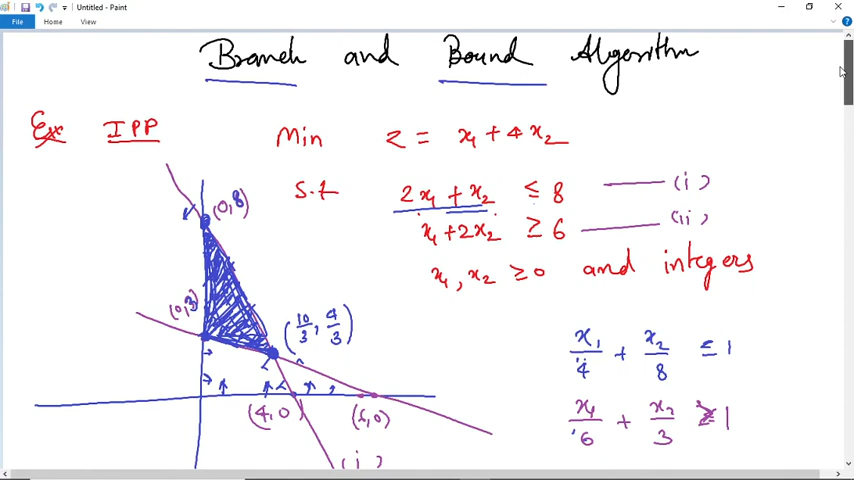 Untitled - Paint
File Home View
Branch and Bound Algorithm
Ex IPP Min Z = x₁ + 4x₂
S.t 2x₁ + x₂ ≤ 8 (i)
x₁ + 2x₂ ≥ 6 (ii)
x₁, x₂ ≥ 0 and integers
(0,8)
(0,3)
(10/3, 4/3)
x₁/4 + x₂/8 ≤ 1
x₁/6 + x₂/3 ≥ 1
(4,0) (6,0)